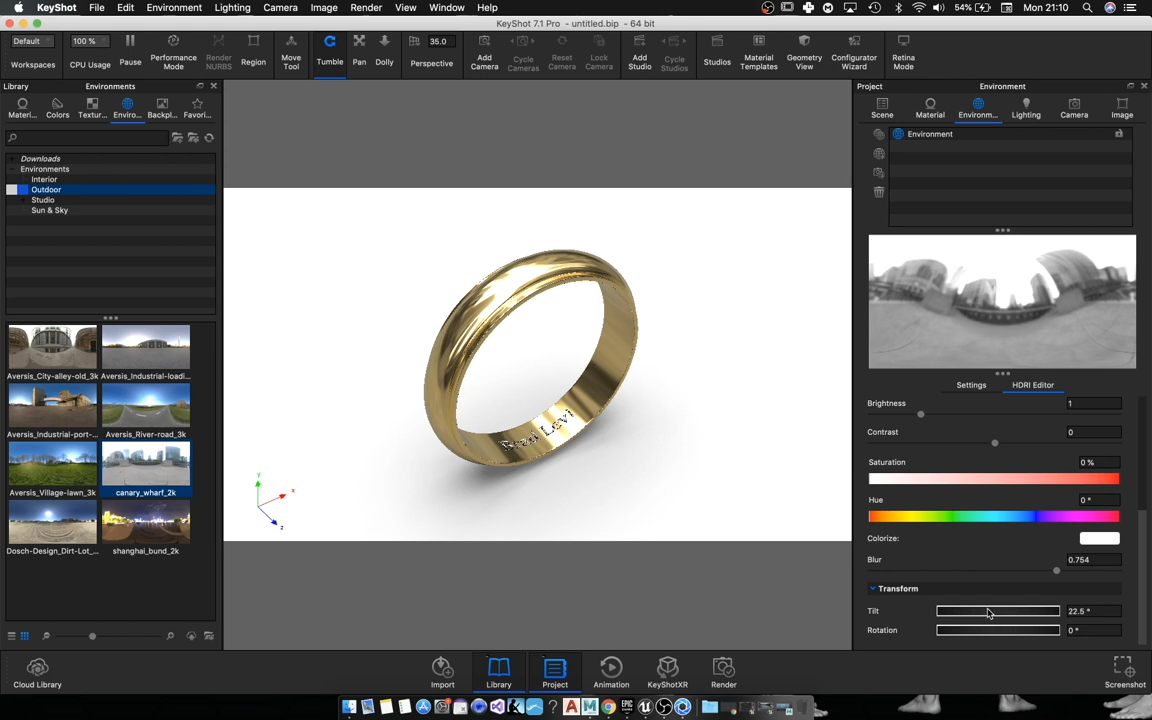 KeyShot File Edit Environment Lighting Camera Image Render View Window Help 54% Mon 21:10
KeyShot 7.1 Pro - untitled.bip - 64 bit
Default 100 % 35.0
Workspaces CPU Usage Pause Performance Mode Render NURBS Region Move Tool Tumble Pan Dolly Perspective Add Camera Cycle Cameras Reset Camera Lock Camera Add Studio Cycle Studios Studios Material Templates Geometry View Configurator Wizard Retina Mode
Library Environments
Materi... Colors Textur... Enviro... Backpl... Favori...
Downloads
Environments
Interior
Outdoor
Studio
Sun & Sky
Aversis_City-alley-old_3k Aversis_Industrial-loadi...
Aversis_Industrial-port-... Aversis_River-road_3k
Aversis_Village-lawn_3k canary_wharf_2k
Dosch-Design_Dirt-Lot_... shanghai_bund_2k
Brad Levi
y
x
z
Project Environment
Scene Material Environm... Lighting Camera Image
Environment
Settings HDRI Editor
Brightness 1
Contrast 0
Saturation 0 %
Hue 0 °
Colorize:
Blur 0.754
Transform
Tilt 22.5 °
Rotation 0 °
Cloud Library Import Library Project Animation KeyShotXR Render Screenshot